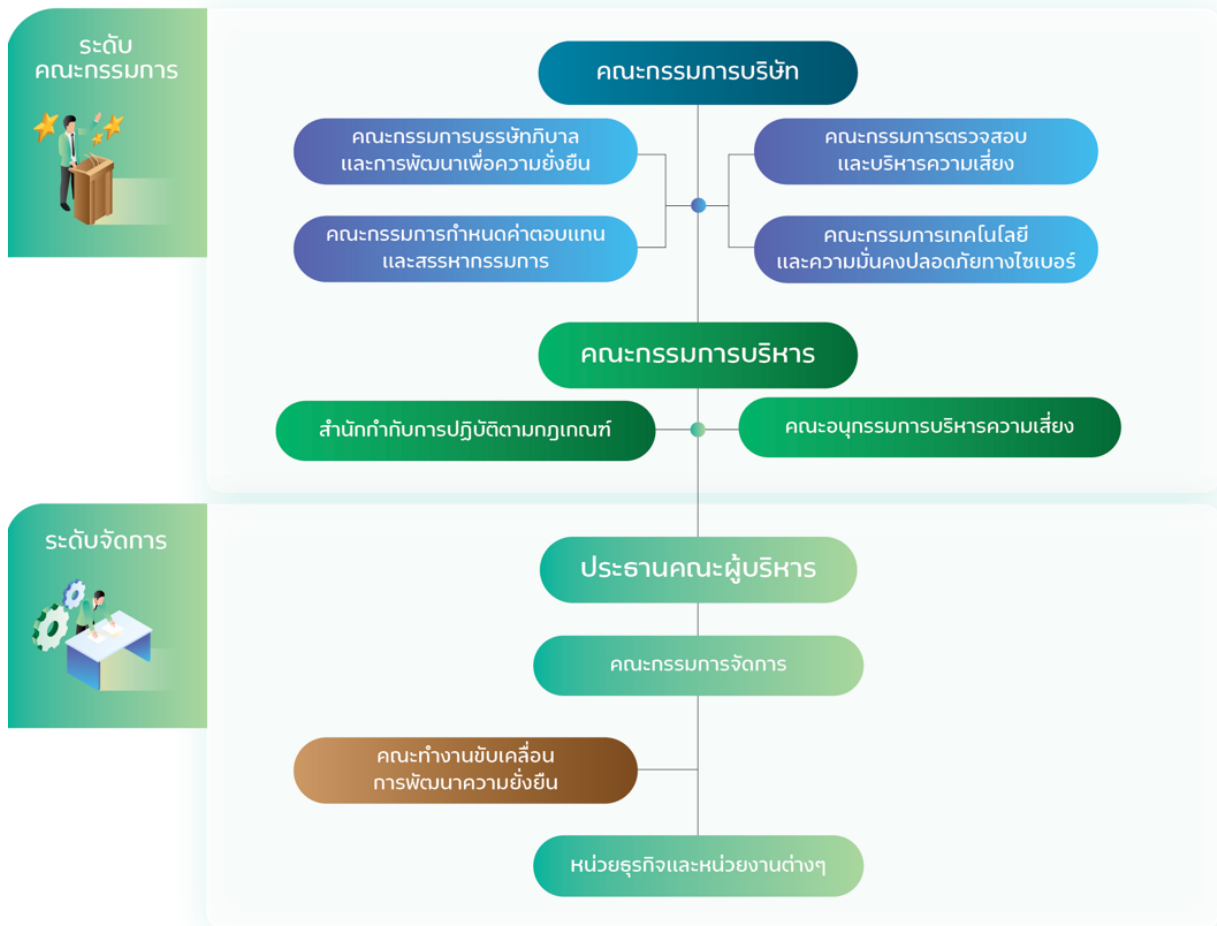 ระดับ
คณะกรรมการ
คณะกรรมการบริษัท
คณะกรรมการบรรษัทภิบาล
และการพัฒนาเพื่อความยั่งยืน
คณะกรรมการตรวจสอบ
และบริหารความเสี่ยง
คณะกรรมการกำหนดค่าตอบแทน
และสรรหากรรมการ
คณะกรรมการเทคโนโลยี
และความมั่นคงปลอดภัยทางไซเบอร์
คณะกรรมการบริหาร
สำนักกำกับการปฏิบัติตามกฎเกณฑ์
คณะอนุกรรมการบริหารความเสี่ยง
ระดับจัดการ
ประธานคณะผู้บริหาร
คณะกรรมการจัดการ
คณะทำงานขับเคลื่อน
การพัฒนาความยั่งยืน
หน่วยธุรกิจและหน่วยงานต่างๆ